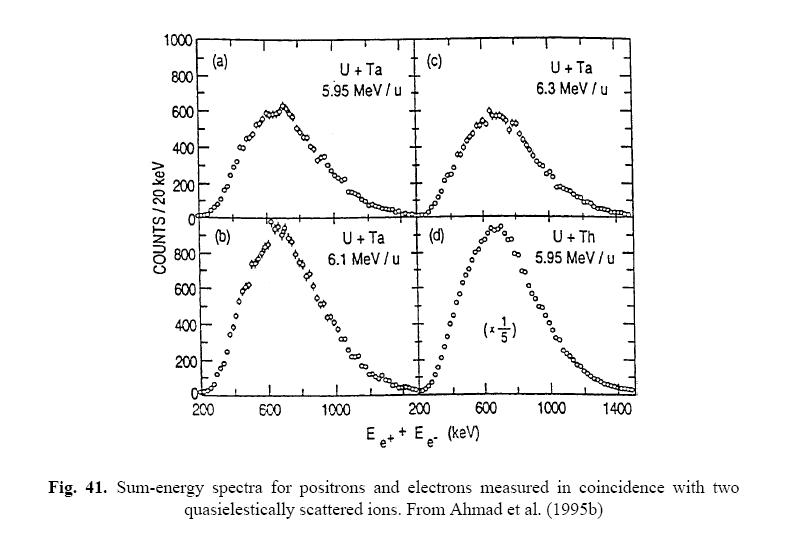 1000
800
600
400
200
0
800
600
400
200
0
COUNTS / 20 keV
(a)
U + Ta
5.95 MeV / u
(c)
U + Ta
6.3 MeV / u
(b)
U + Ta
6.1 MeV / u
(d)
U + Th
5.95 MeV / u
(× 1/5)
200 600 1000 200 600 1000 1400
E e+ + E e- (keV)
Fig. 41. Sum-energy spectra for positrons and electrons measured in coincidence with two
quasielestically scattered ions. From Ahmad et al. (1995b)